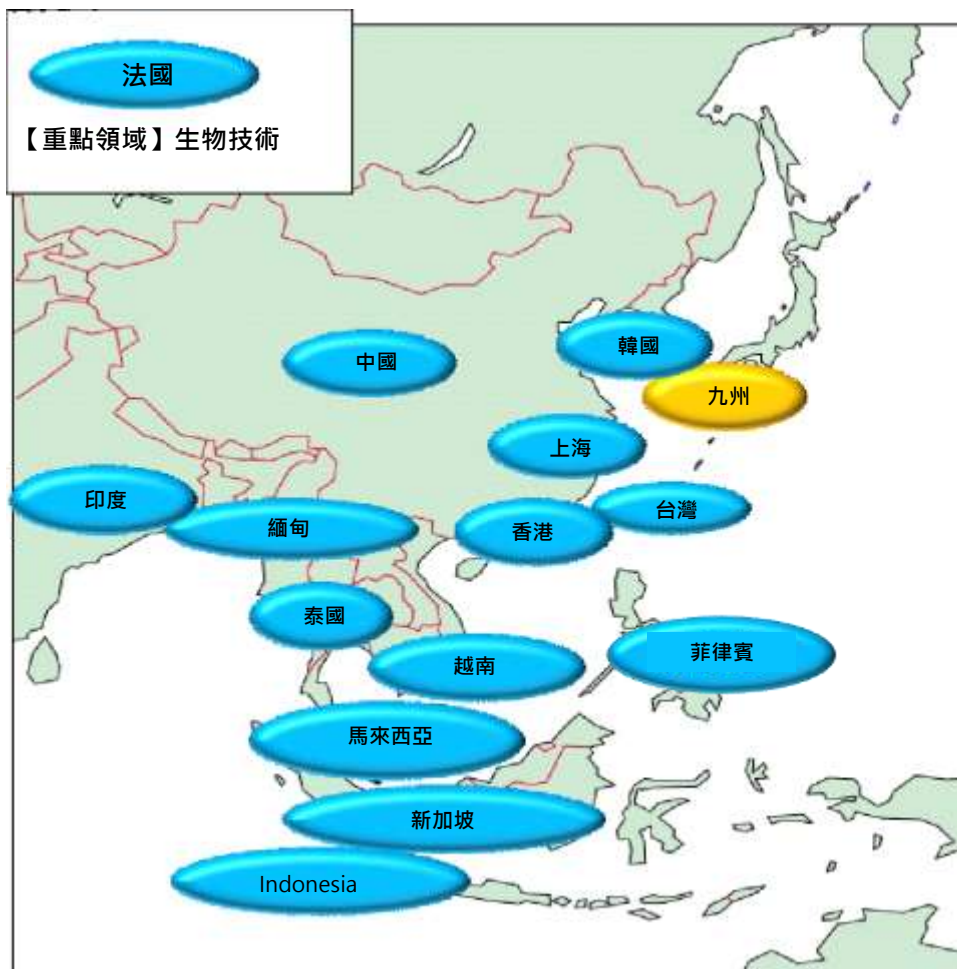 法國
【重點領域】生物技術
韓國
中國
九州
上海
印度
台灣
緬甸
香港
泰國
越南
菲律賓
馬來西亞
新加坡
Indonesia